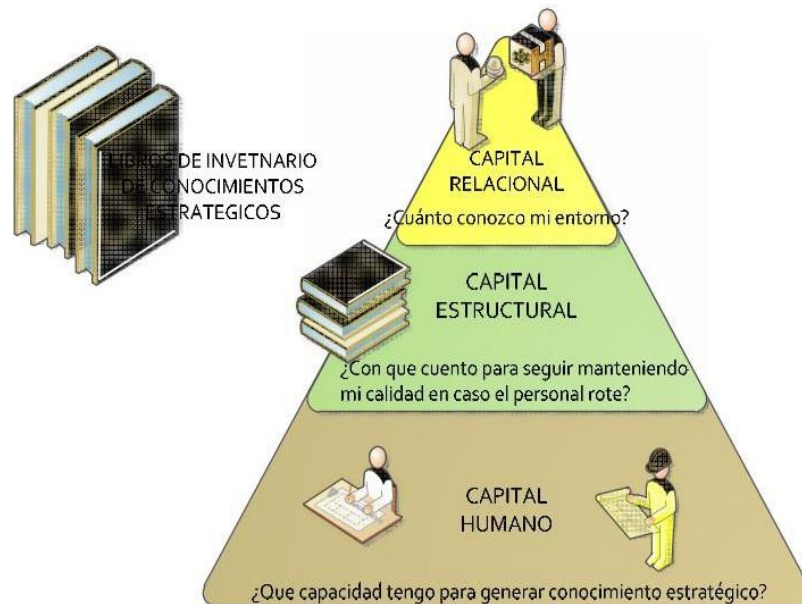 LIBROS DE INVETNARIO
DE CONOCIMIENTOS
ESTRATEGICOS
CAPITAL
RELACIONAL
¿Cuánto conozco mi entorno?
CAPITAL
ESTRUCTURAL
¿Con que cuento para seguir manteniendo
mi calidad en caso el personal rote?
CAPITAL
HUMANO
¿Que capacidad tengo para generar conocimiento estratégico?